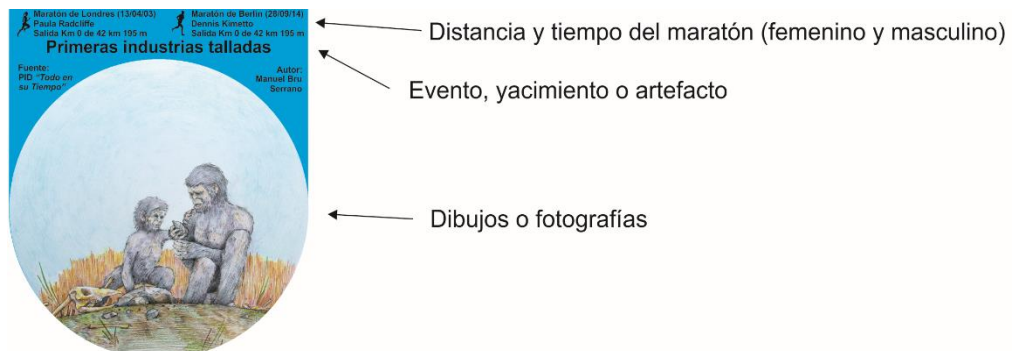 Maratón de Londres (13/04/03)
Paula Radcliffe
Salida Km 0 de 42 km 195 m
Maratón de Berlín (28/09/14)
Dennis Kimetto
Salida Km 0 de 42 km 195 m
Primeras industrias talladas
Fuente:
PID "Todo en
su Tiempo"
Autor:
Manuel Bru
Serrano
Distancia y tiempo del maratón (femenino y masculino)
Evento, yacimiento o artefacto
Dibujos o fotografías